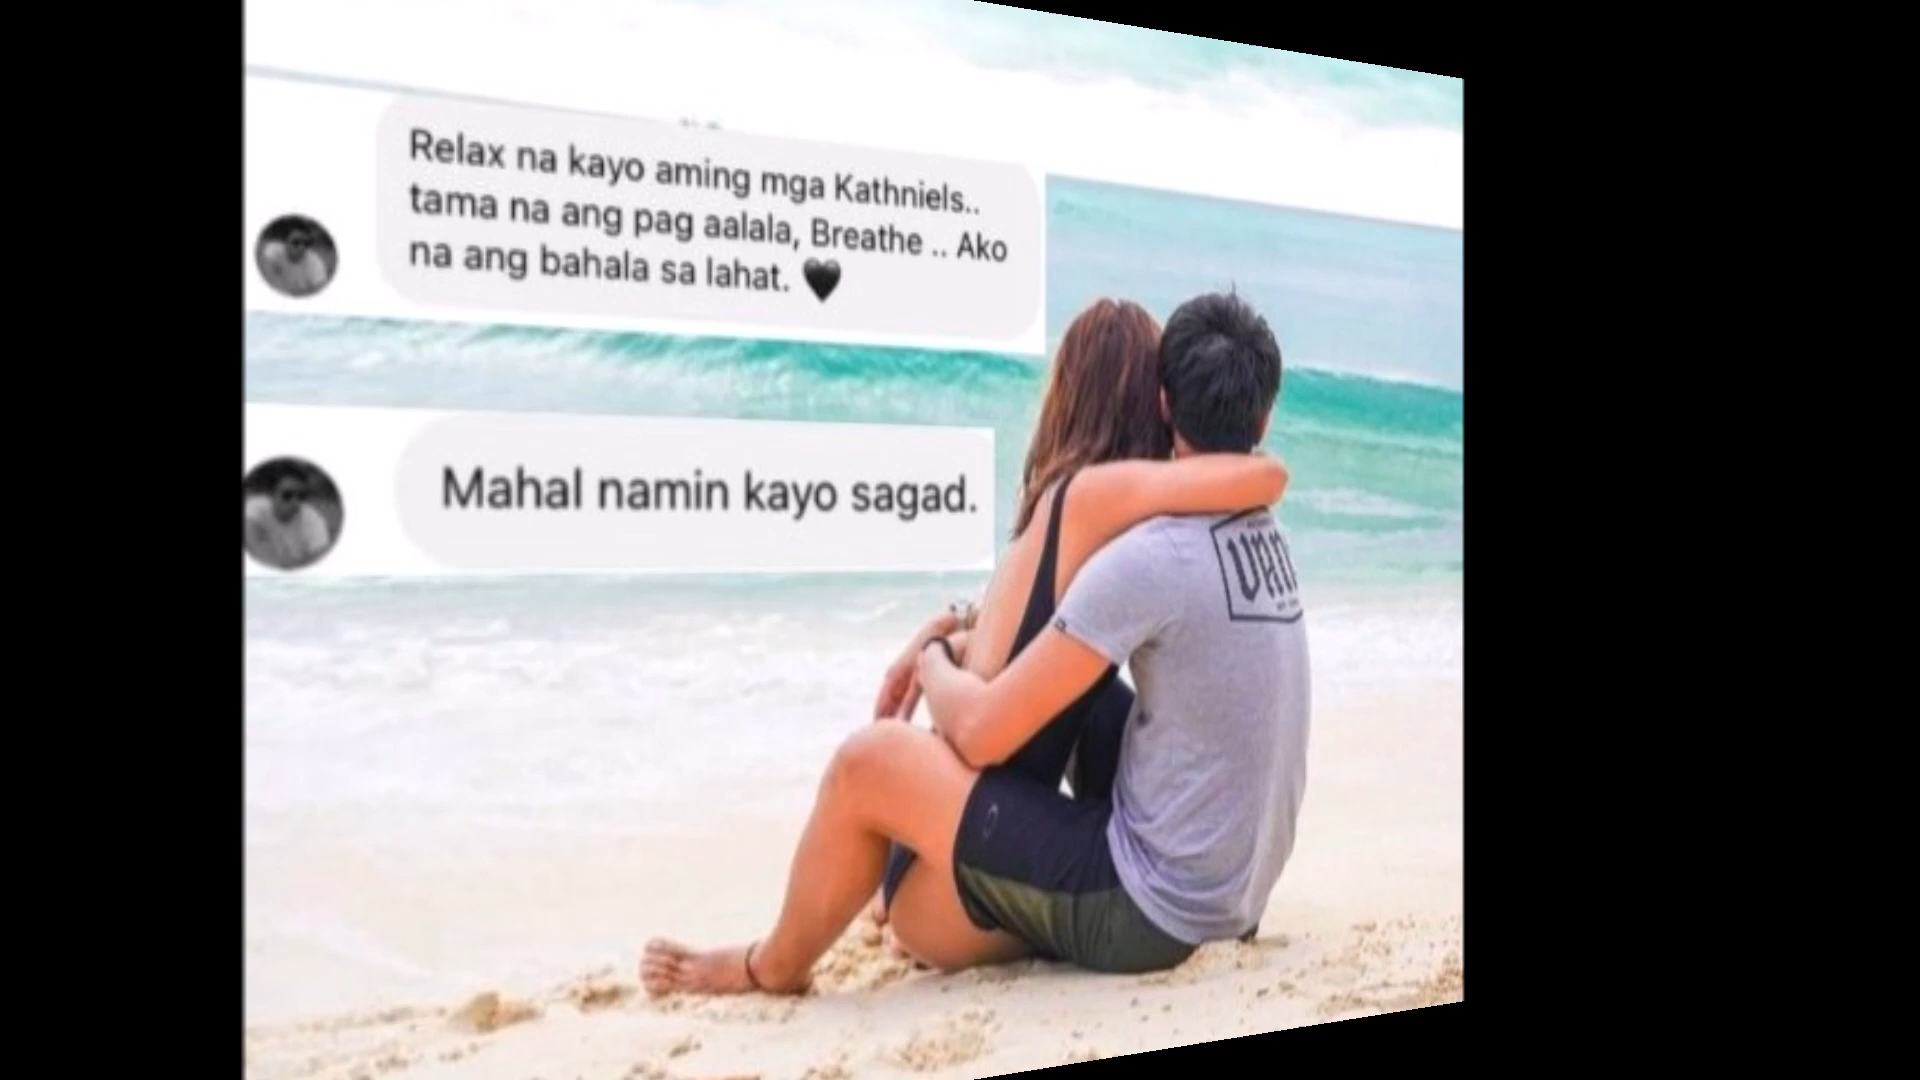 Relax na kayo aming mga Kathniels..
tama na ang pag aalala, Breathe .. Ako
na ang bahala sa lahat. 🖤
Mahal namin kayo sagad.